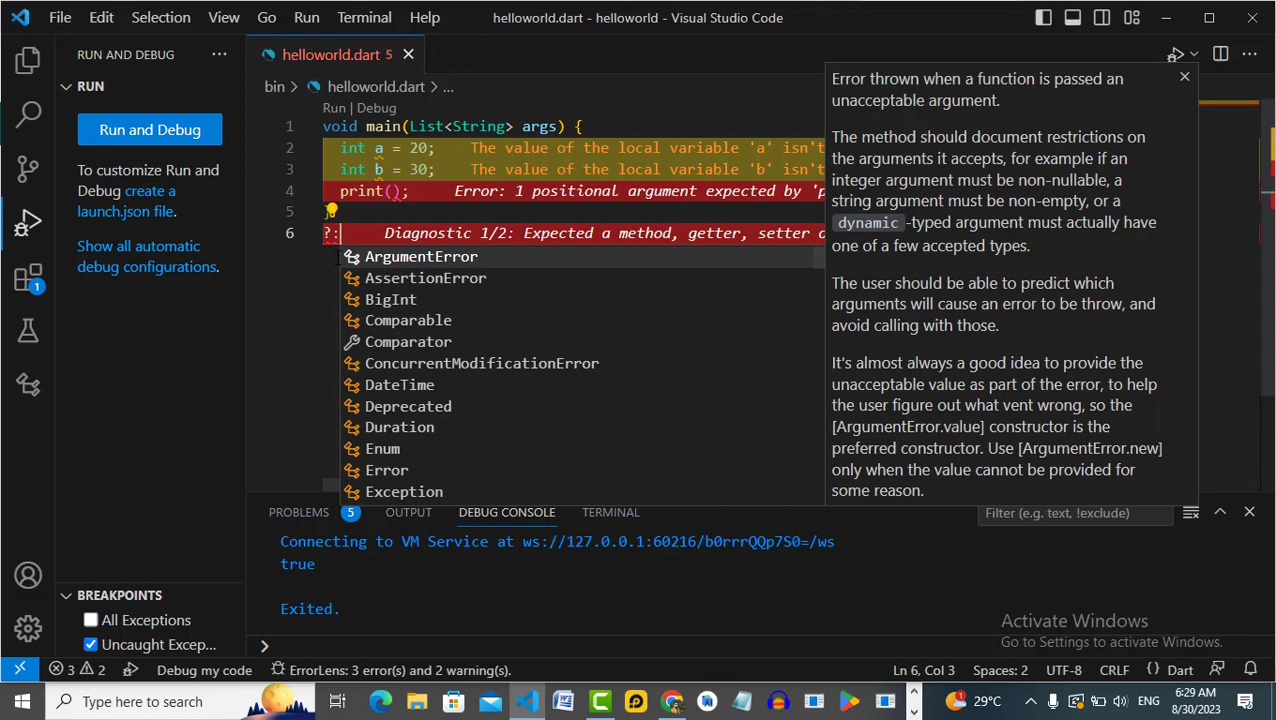 File Edit Selection View Go Run Terminal Help helloworld.dart - helloworld - Visual Studio Code
RUN AND DEBUG
RUN
Run and Debug
To customize Run and
Debug create a
launch.json file.
Show all automatic
debug configurations.
1
BREAKPOINTS
All Exceptions
Uncaught Excep...
helloworld.dart 5
bin > helloworld.dart > ...
Run | Debug
1 void main(List<String> args) {
2 int a = 20; The value of the local variable 'a' isn't
3 int b = 30; The value of the local variable 'b' isn't
4 print(); Error: 1 positional argument expected by 'p
5 }
6 ?: Diagnostic 1/2: Expected a method, getter, setter o
ArgumentError
AssertionError
BigInt
Comparable
Comparator
ConcurrentModificationError
DateTime
Deprecated
Duration
Enum
Error
Exception
Error thrown when a function is passed an
unacceptable argument.
The method should document restrictions on
the arguments it accepts, for example if an
integer argument must be non-nullable, a
string argument must be non-empty, or a
dynamic -typed argument must actually have
one of a few accepted types.
The user should be able to predict which
arguments will cause an error to be throw, and
avoid calling with those.
It's almost always a good idea to provide the
unacceptable value as part of the error, to help
the user figure out what vent wrong, so the
[ArgumentError.value] constructor is the
preferred constructor. Use [ArgumentError.new]
only when the value cannot be provided for
some reason.
PROBLEMS 5 OUTPUT DEBUG CONSOLE TERMINAL Filter (e.g. text, !exclude)
Connecting to VM Service at ws://127.0.0.1:60216/b0rrrQQp7S0=/ws
true
Exited.
Activate Windows
Go to Settings to activate Windows.
3 2 Debug my code ErrorLens: 3 error(s) and 2 warning(s). Ln 6, Col 3 Spaces: 2 UTF-8 CRLF {} Dart
Type here to search 1 29°C ENG 6:29 AM
8/30/2023